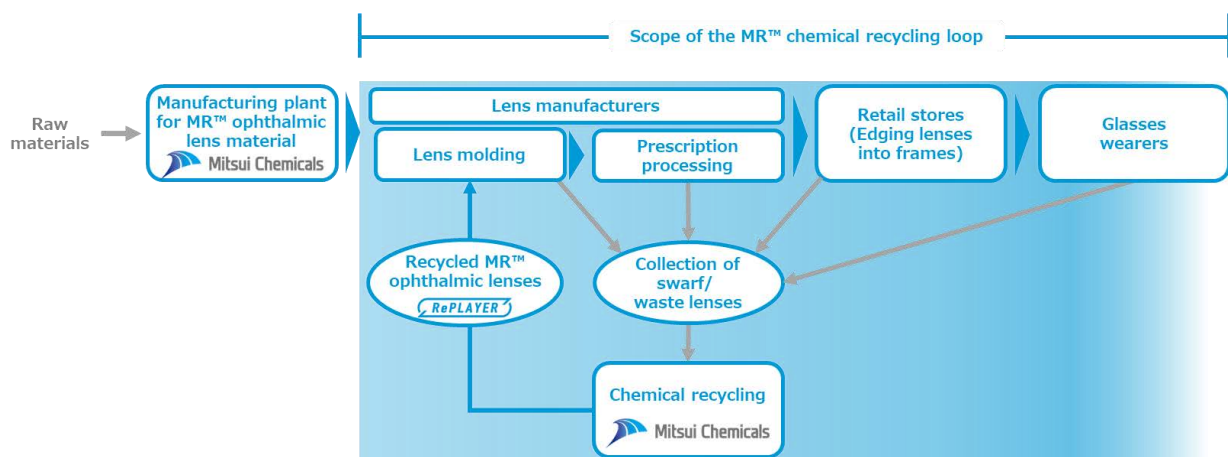 Scope of the MR™ chemical recycling loop
Raw
materials
Manufacturing plant
for MR™ ophthalmic
lens material
Mitsui Chemicals
Lens manufacturers
Lens molding
Prescription
processing
Retail stores
(Edging lenses
into frames)
Glasses
wearers
Recycled MR™
ophthalmic lenses
RePLAYER
Collection of
swarf/
waste lenses
Chemical recycling
Mitsui Chemicals